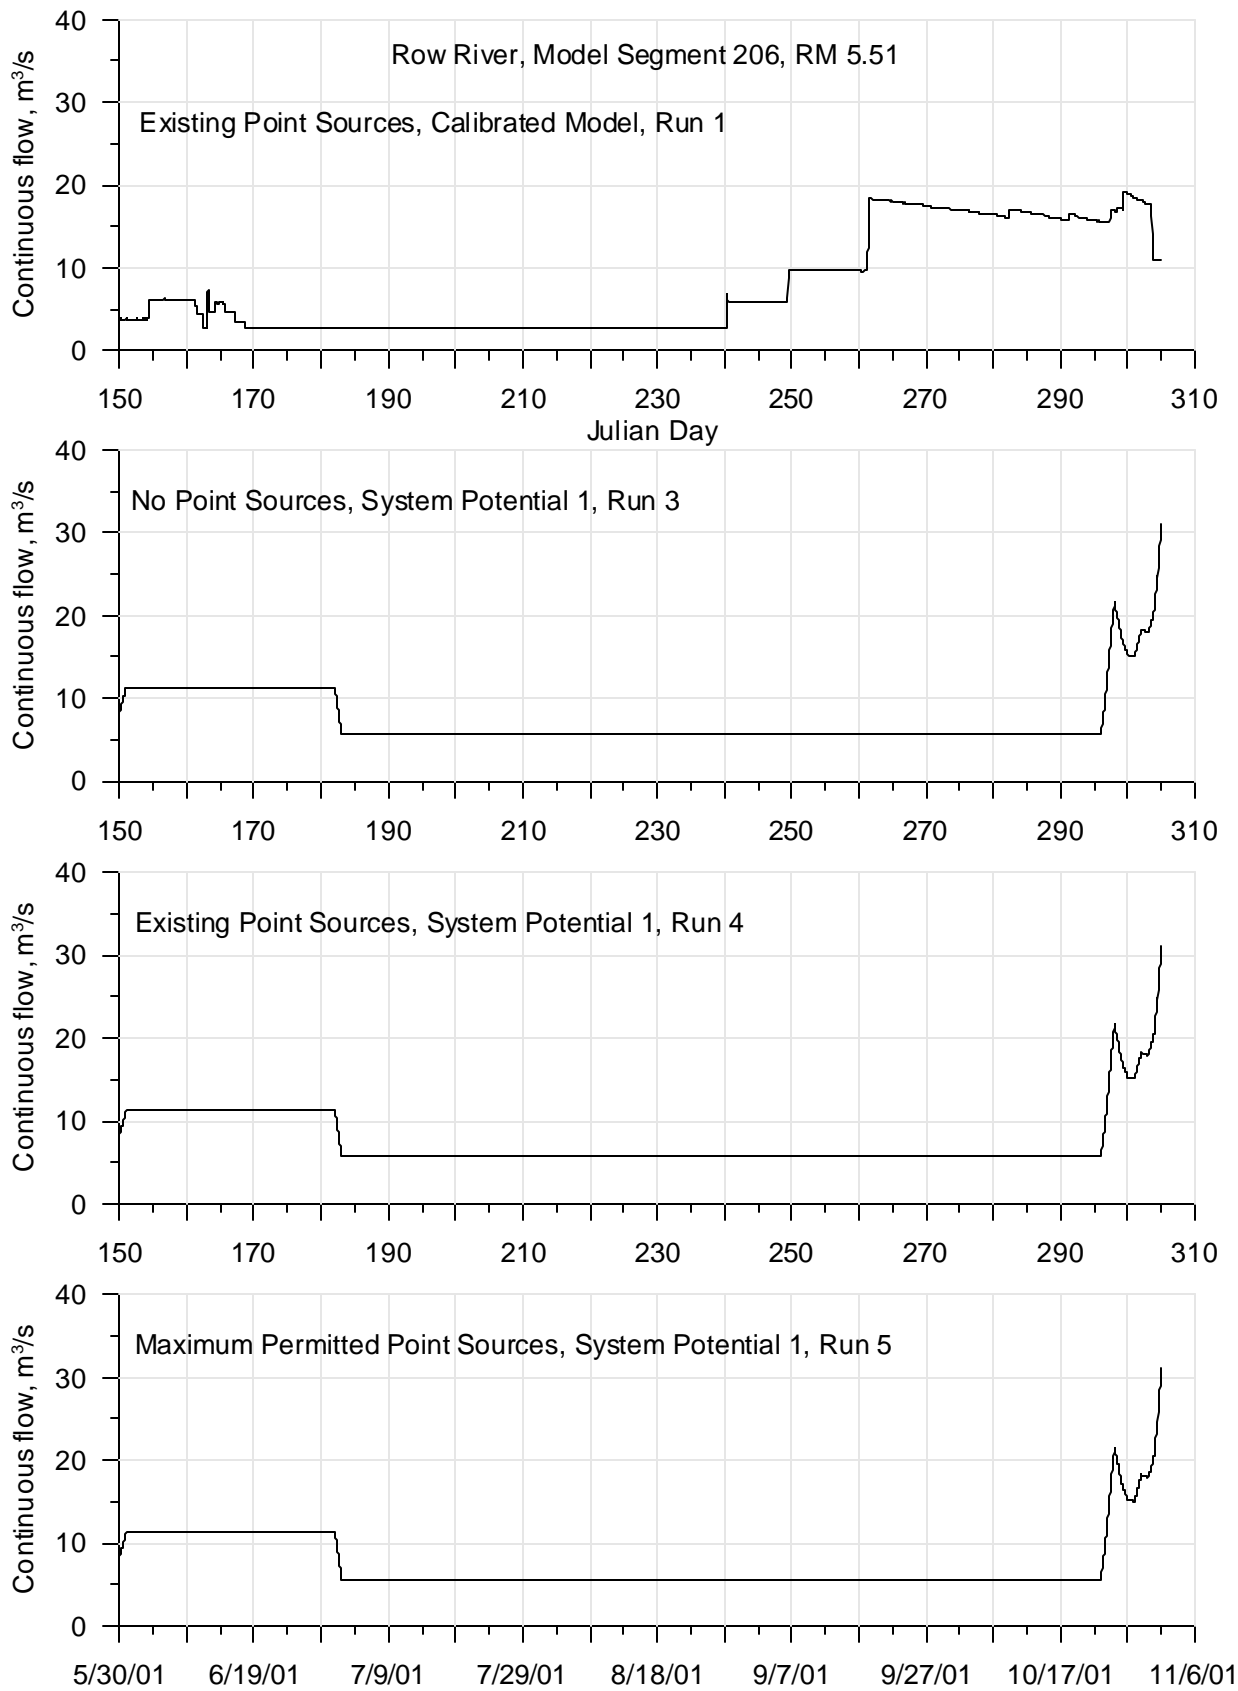 Row River, Model Segment 206, RM 5.51
Existing Point Sources, Calibrated Model, Run 1
Continuous flow, m³/s
40
30
20
10
0
150 170 190 210 230 250 270 290 310
Julian Day
No Point Sources, System Potential 1, Run 3
Continuous flow, m³/s
40
30
20
10
0
150 170 190 210 230 250 270 290 310
Existing Point Sources, System Potential 1, Run 4
Continuous flow, m³/s
40
30
20
10
0
150 170 190 210 230 250 270 290 310
Maximum Permitted Point Sources, System Potential 1, Run 5
Continuous flow, m³/s
40
30
20
10
0
5/30/01 6/19/01 7/9/01 7/29/01 8/18/01 9/7/01 9/27/01 10/17/01 11/6/01